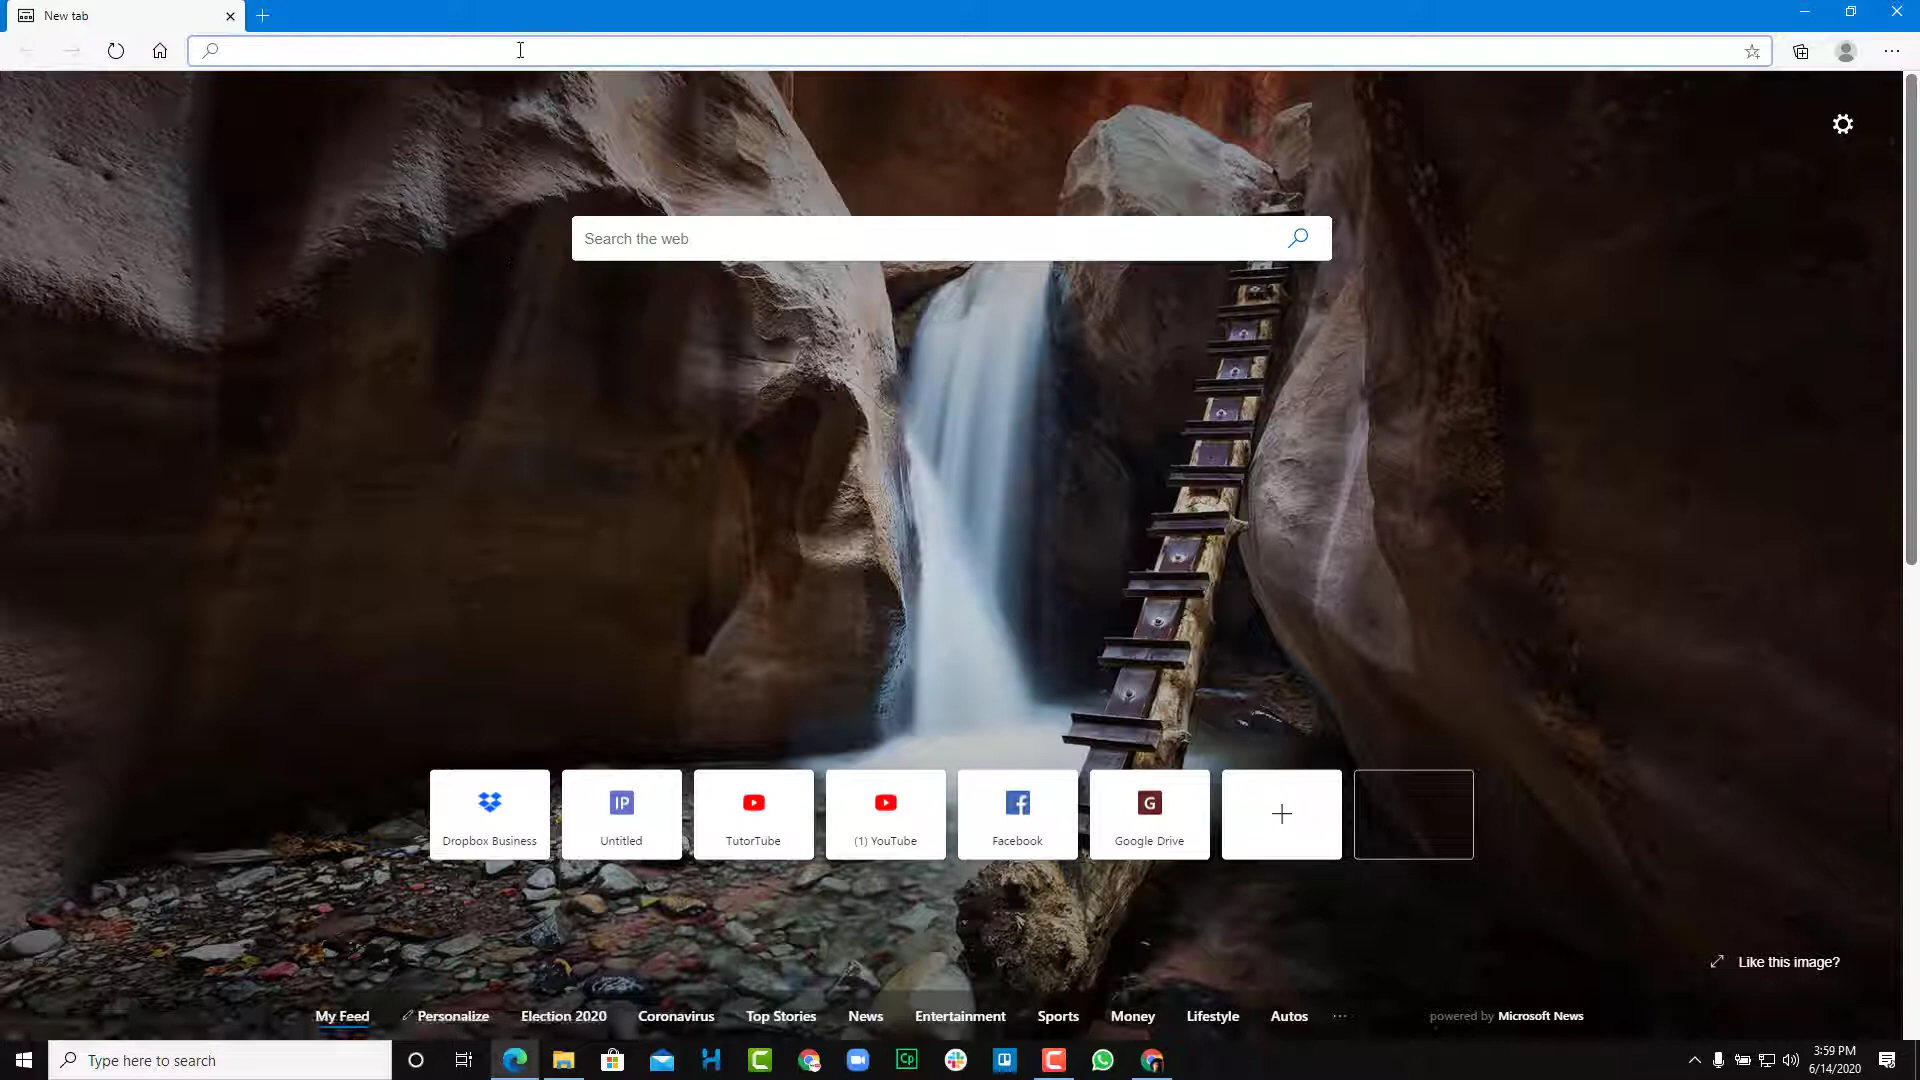 New tab
Search the web
IP
G
Dropbox Business
Untitled
TutorTube
(1) YouTube
Facebook
Google Drive
Like this image?
My Feed
Personalize
Election 2020
Coronavirus
Top Stories
News
Entertainment
Sports
Money
Lifestyle
Autos
powered by Microsoft News
Type here to search
Cp
3:59 PM
6/14/2020